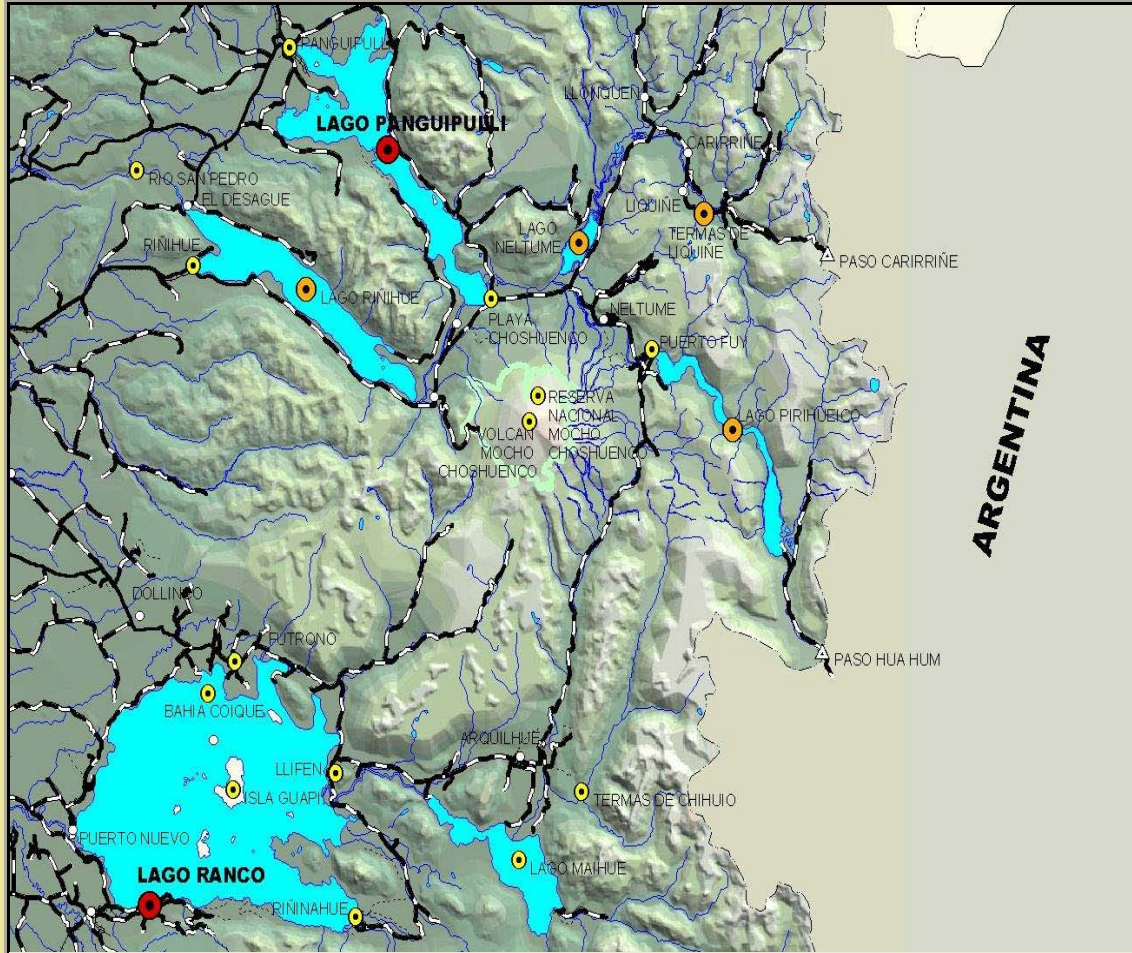 PANGUIPULLI
LAGO PANGUIPULLI
LLONQUEN
CARIRRIÑE
RIO SAN PEDRO
EL DESAGUE
LIQUIÑE
LAGO
NELTUME
TERMAS DE
LIQUIÑE
RIÑIHUE
PASO CARIRRIÑE
LAGO RIÑIHUE
PLAYA
CHOSHUENCO
NELTUME
PUERTO FUY
ARGENTINA
RESERVA
NACIONAL
MOCHO
CHOSHUENCO
VOLCAN
MOCHO
CHOSHUENCO
LAGO PIRIHUEICO
DOLLINCO
FUTRONO
PASO HUA HUM
BAHIA COIQUE
ARQUILHUE
LLIFEN
ISLA GUAPI
TERMAS DE CHIHUIO
PUERTO NUEVO
LAGO MAIHUE
LAGO RANCO
RIÑINAHUE